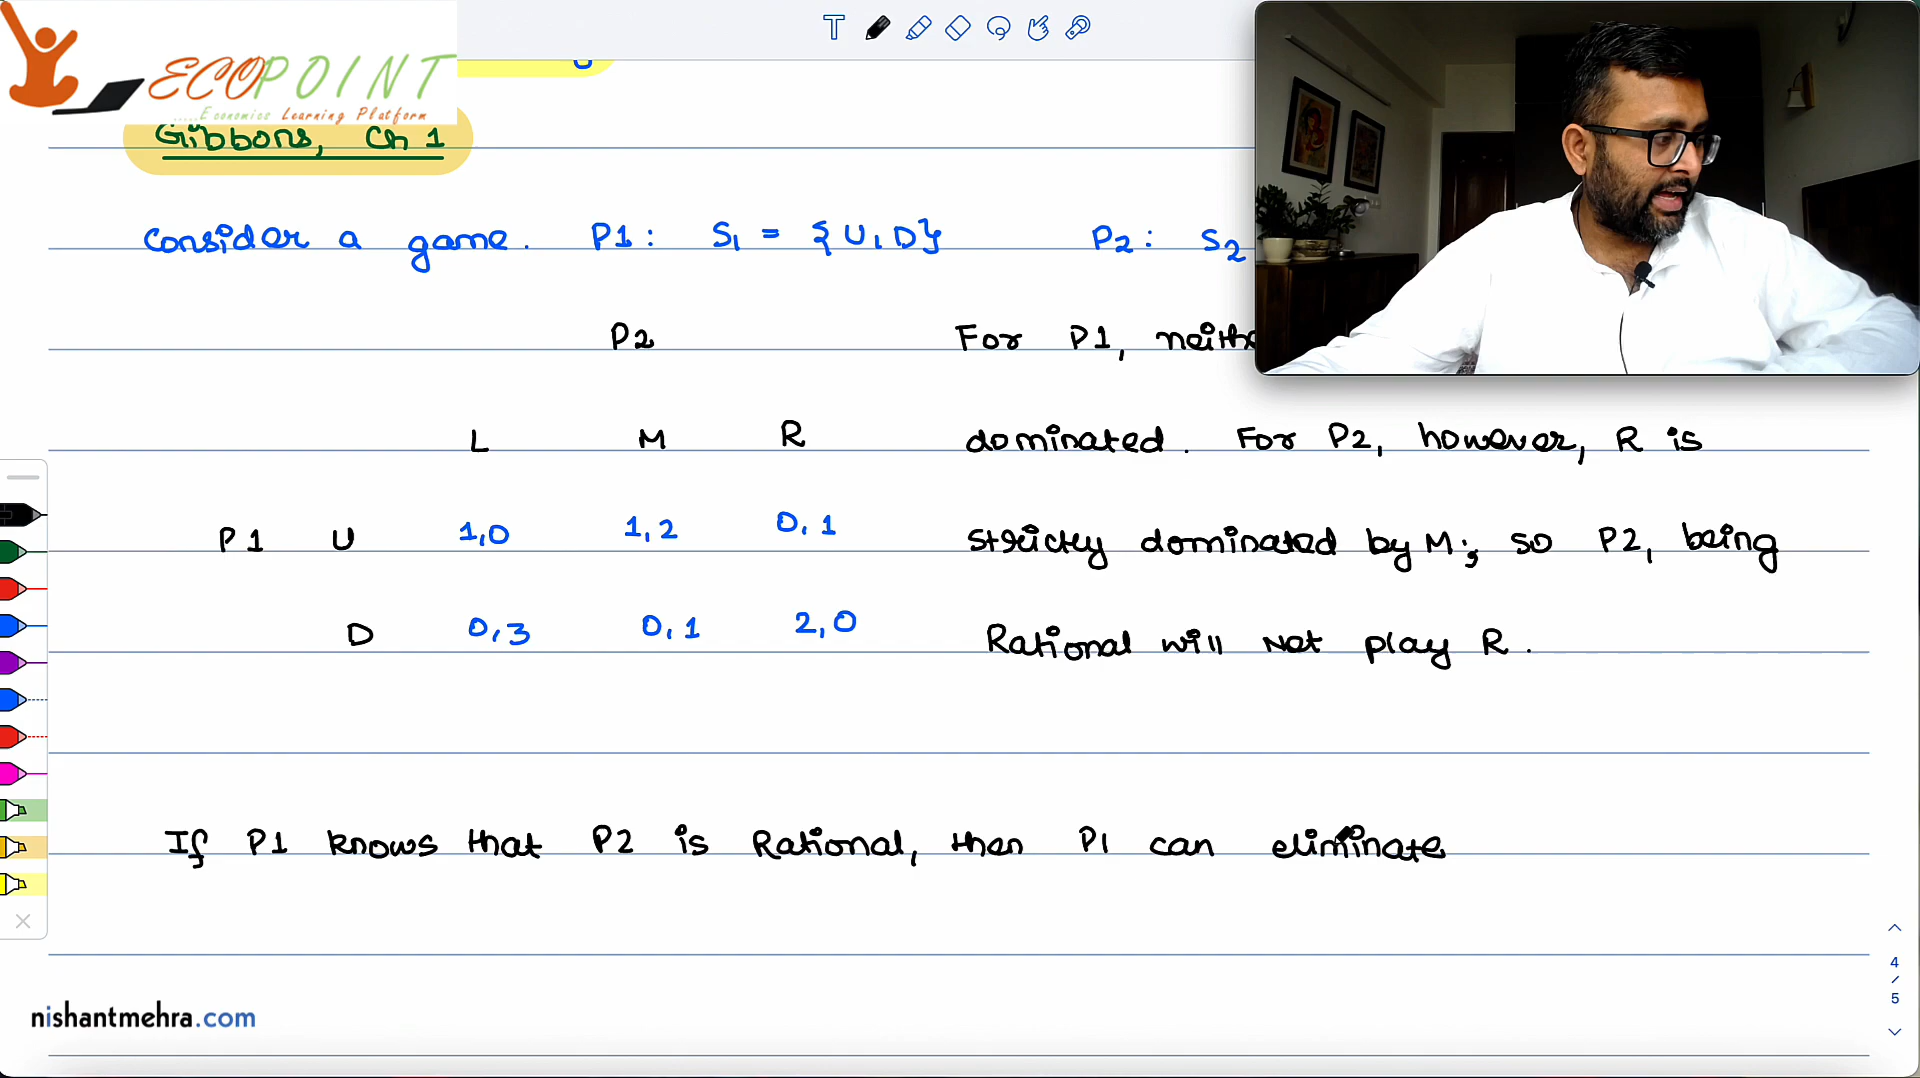 ECOPOINT
.....Economics Learning Platform
Gibbons, Ch 1
Consider a game. P1: S1 = {U, D} P2: S2
P2 For P1,
L M R dominated. For P2, however, R is
P1 U 1,0 1,2 0,1 strictly dominated by M; so P2, being
D 0,3 0,1 2,0 Rational will Not play R.
If P1 knows that P2 is Rational, then P1 can eliminate
nishantmehra.com
4
/
5